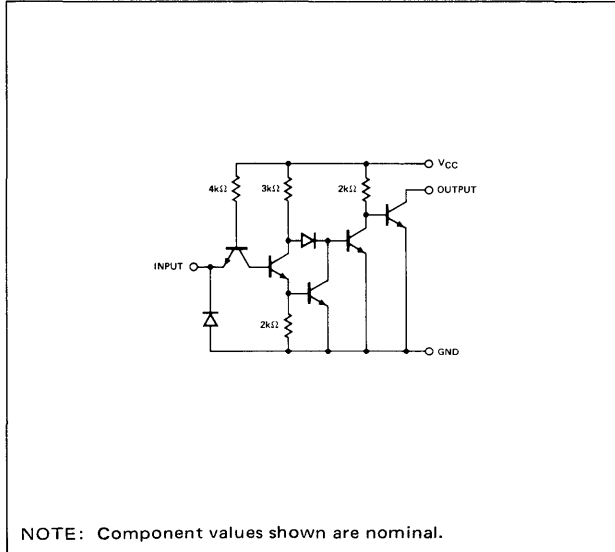 VCC
4kΩ 3kΩ 2kΩ
OUTPUT
INPUT
2kΩ
GND
NOTE: Component values shown are nominal.